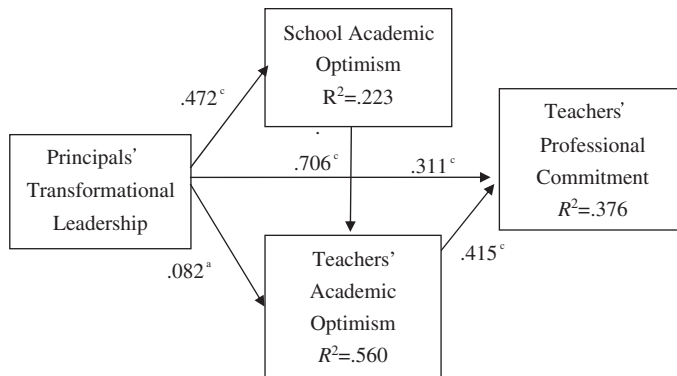 School Academic
Optimism
R²=.223
.472ᶜ
.
Teachers'
Professional
Commitment
R²=.376
Principals'
Transformational
Leadership
.706ᶜ
.311ᶜ
.082ᵃ
.415ᶜ
Teachers'
Academic
Optimism
R²=.560